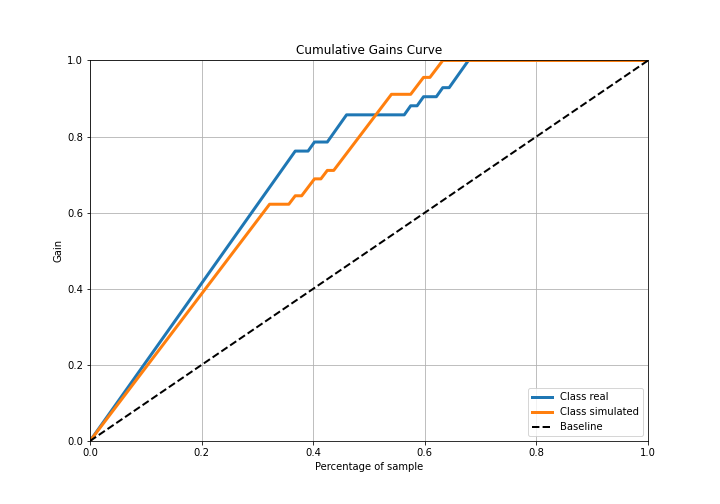 Cumulative Gains Curve
1.0
0.8
0.6
0.4
0.2
0.0
Gain
0.0 0.2 0.4 0.6 0.8 1.0
Percentage of sample
Class real
Class simulated
Baseline